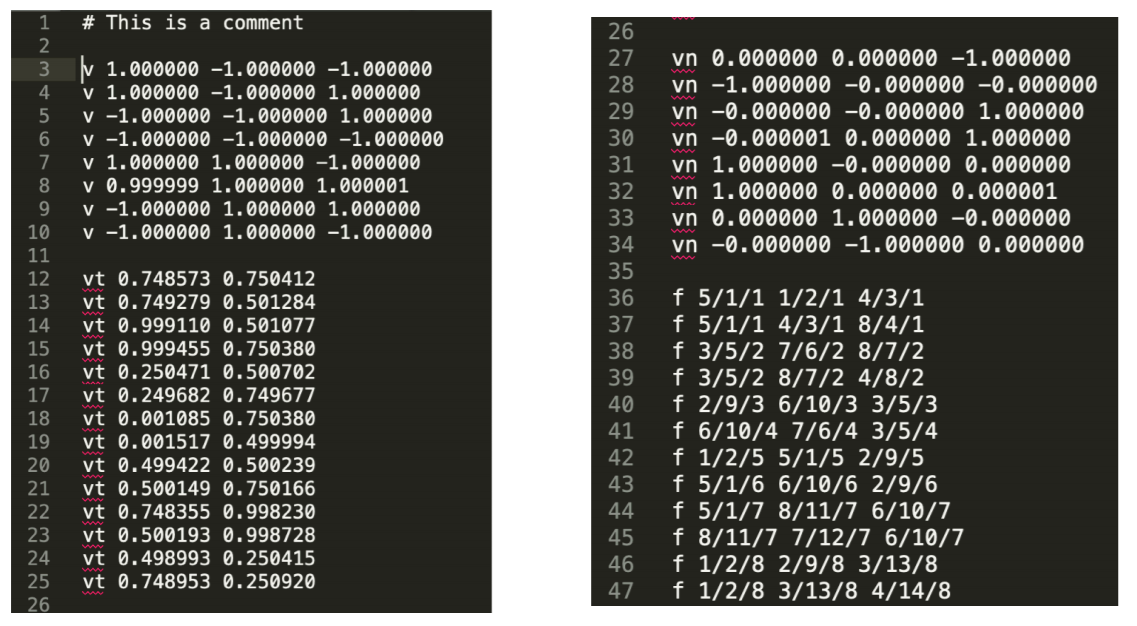 1 # This is a comment
2
3 v 1.000000 -1.000000 -1.000000
4 v 1.000000 -1.000000 1.000000
5 v -1.000000 -1.000000 1.000000
6 v -1.000000 -1.000000 -1.000000
7 v 1.000000 1.000000 -1.000000
8 v 0.999999 1.000000 1.000001
9 v -1.000000 1.000000 1.000000
10 v -1.000000 1.000000 -1.000000
11
12 vt 0.748573 0.750412
13 vt 0.749279 0.501284
14 vt 0.999110 0.501077
15 vt 0.999455 0.750380
16 vt 0.250471 0.500702
17 vt 0.249682 0.749677
18 vt 0.001085 0.750380
19 vt 0.001517 0.499994
20 vt 0.499422 0.500239
21 vt 0.500149 0.750166
22 vt 0.748355 0.998230
23 vt 0.500193 0.998728
24 vt 0.498993 0.250415
25 vt 0.748953 0.250920
26
26
27 vn 0.000000 0.000000 -1.000000
28 vn -1.000000 -0.000000 -0.000000
29 vn -0.000000 -0.000000 1.000000
30 vn -0.000001 0.000000 1.000000
31 vn 1.000000 -0.000000 0.000000
32 vn 1.000000 0.000000 0.000001
33 vn 0.000000 1.000000 -0.000000
34 vn -0.000000 -1.000000 0.000000
35
36 f 5/1/1 1/2/1 4/3/1
37 f 5/1/1 4/3/1 8/4/1
38 f 3/5/2 7/6/2 8/7/2
39 f 3/5/2 8/7/2 4/8/2
40 f 2/9/3 6/10/3 3/5/3
41 f 6/10/4 7/6/4 3/5/4
42 f 1/2/5 5/1/5 2/9/5
43 f 5/1/6 6/10/6 2/9/6
44 f 5/1/7 8/11/7 6/10/7
45 f 8/11/7 7/12/7 6/10/7
46 f 1/2/8 2/9/8 3/13/8
47 f 1/2/8 3/13/8 4/14/8